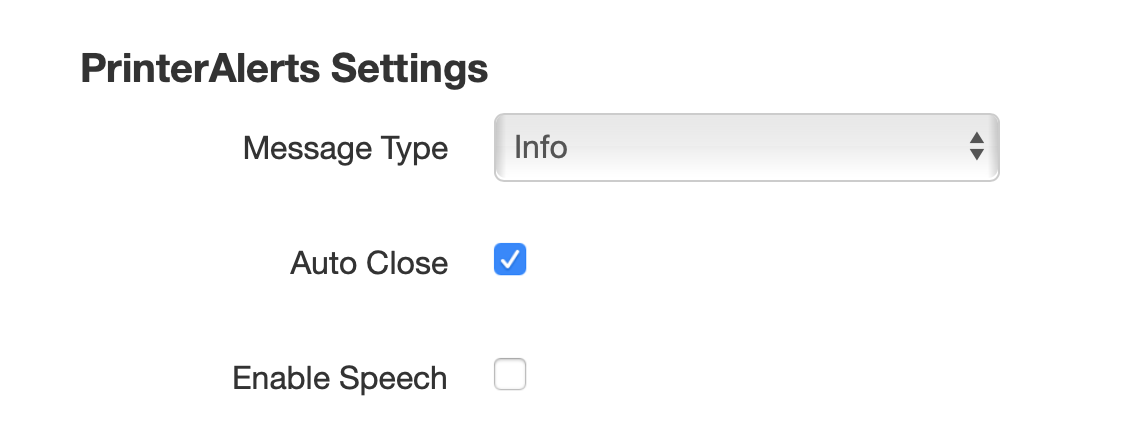 PrinterAlerts Settings
Message Type Info
Auto Close
Enable Speech